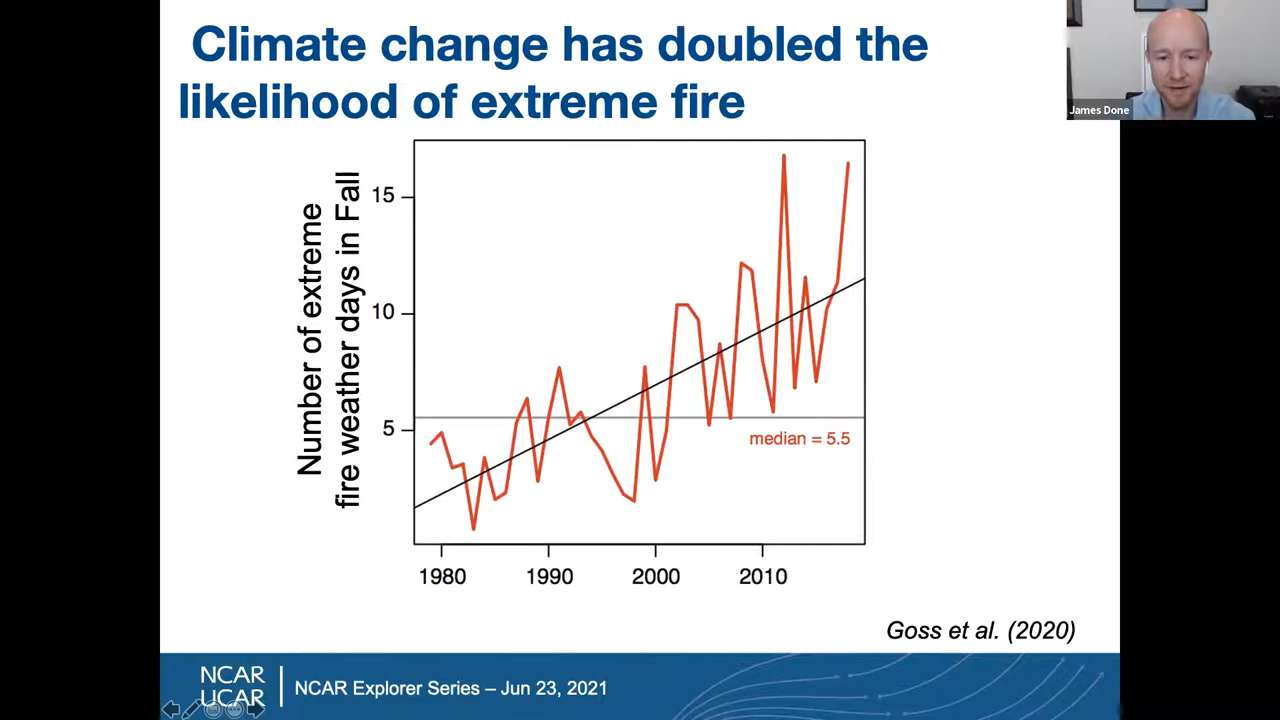 Climate change has doubled the
likelihood of extreme fire
James Done
Number of extreme
fire weather days in Fall
15
10
5
median = 5.5
1980 1990 2000 2010
Goss et al. (2020)
NCAR
UCAR
NCAR Explorer Series – Jun 23, 2021